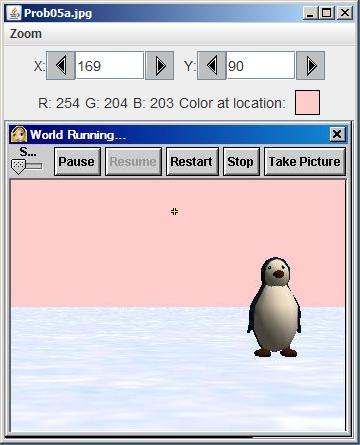 Prob05a.jpg
Zoom
X: 169 Y: 90
R: 254 G: 204 B: 203 Color at location:
World Running...
S...
Pause Resume Restart Stop Take Picture